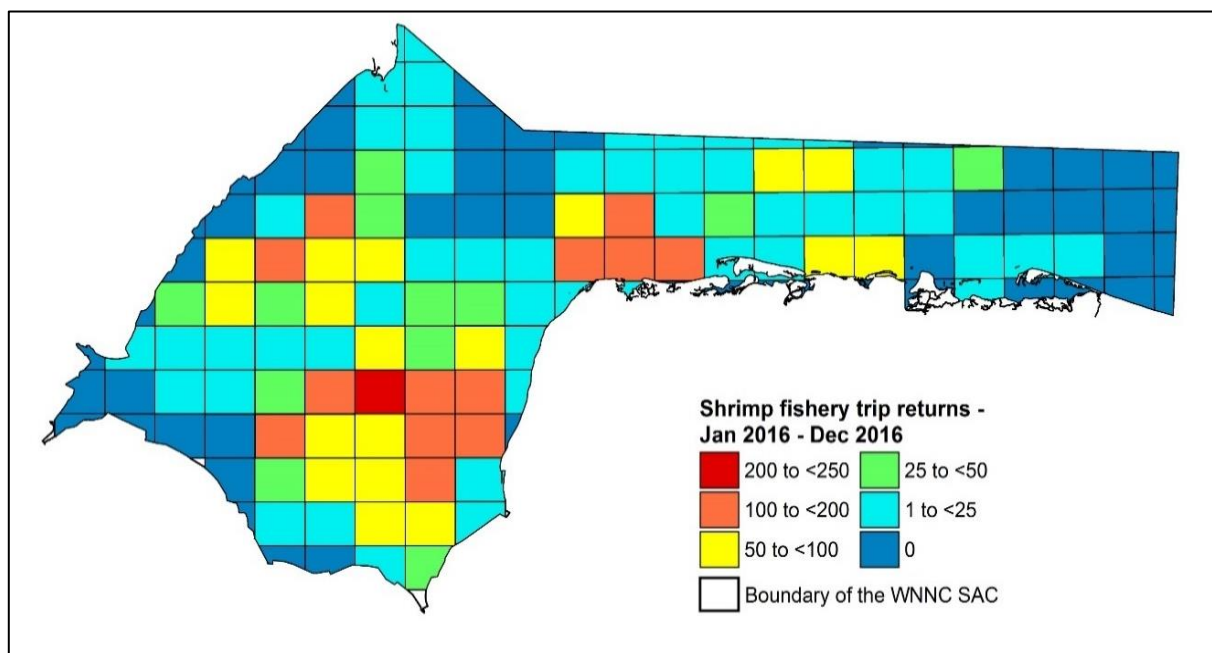 Shrimp fishery trip returns -
Jan 2016 - Dec 2016
200 to <250
25 to <50
100 to <200
1 to <25
50 to <100
0
Boundary of the WNNC SAC